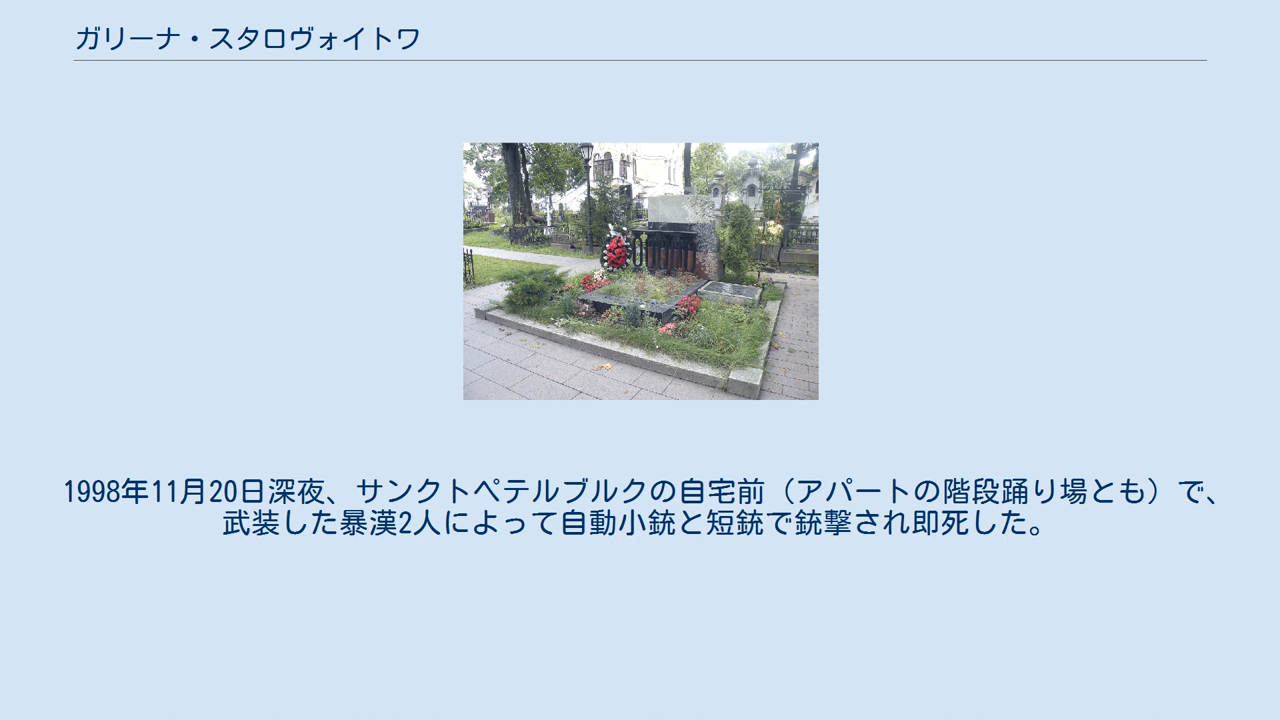 ガリーナ・スタロヴォイトワ
1998年11月20日深夜、サンクトペテルブルクの自宅前（アパートの階段踊り場とも）で、
武装した暴漢2人によって自動小銃と短銃で銃撃され即死した。